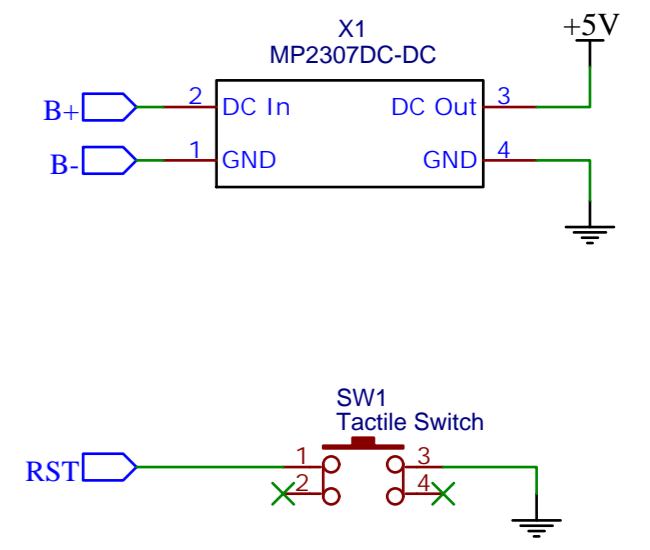 X1
MP2307DC-DC
+5V
B+ 2 DC In DC Out 3
B- 1 GND GND 4
SW1
Tactile Switch
RST 1 3
2 4